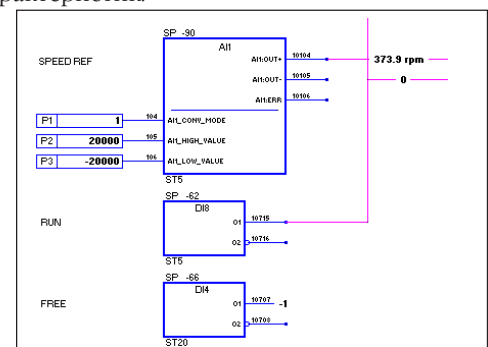 SP -90
AI1
SPEED REF
AI1:OUT+ 10104 373.9 rpm
AI1:OUT- 10105 0
AI1:ERR 10106
P1 1 104 AI1_CONV_MODE
P2 20000 105 AI1_HIGH_VALUE
P3 -20000 106 AI1_LOW_VALUE
ST5
SP -62
DI8
RUN
O1 10715
O2 10716
ST5
SP -66
DI4
FREE
O1 10707 -1
O2 10708
ST20